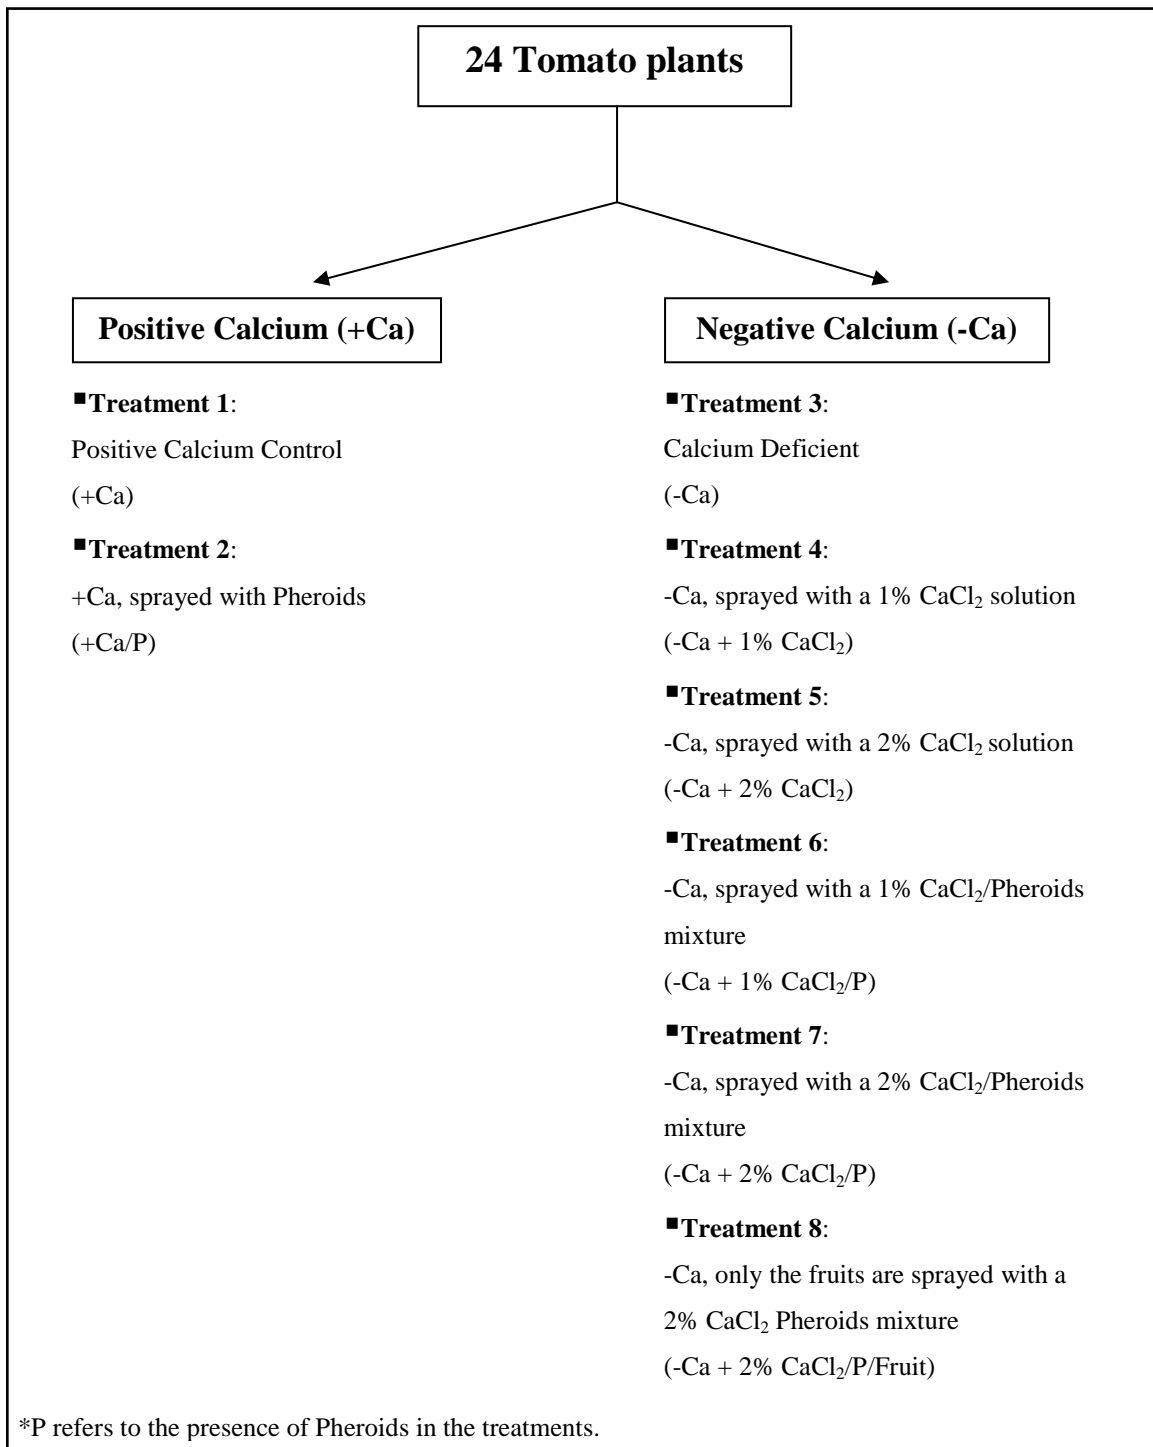 24 Tomato plants
Positive Calcium (+Ca)
▪Treatment 1:
Positive Calcium Control
(+Ca)
▪Treatment 2:
+Ca, sprayed with Pheroids
(+Ca/P)
Negative Calcium (-Ca)
▪Treatment 3:
Calcium Deficient
(-Ca)
▪Treatment 4:
-Ca, sprayed with a 1% CaCl₂ solution
(-Ca + 1% CaCl₂)
▪Treatment 5:
-Ca, sprayed with a 2% CaCl₂ solution
(-Ca + 2% CaCl₂)
▪Treatment 6:
-Ca, sprayed with a 1% CaCl₂/Pheroids
mixture
(-Ca + 1% CaCl₂/P)
▪Treatment 7:
-Ca, sprayed with a 2% CaCl₂/Pheroids
mixture
(-Ca + 2% CaCl₂/P)
▪Treatment 8:
-Ca, only the fruits are sprayed with a
2% CaCl₂ Pheroids mixture
(-Ca + 2% CaCl₂/P/Fruit)
*P refers to the presence of Pheroids in the treatments.